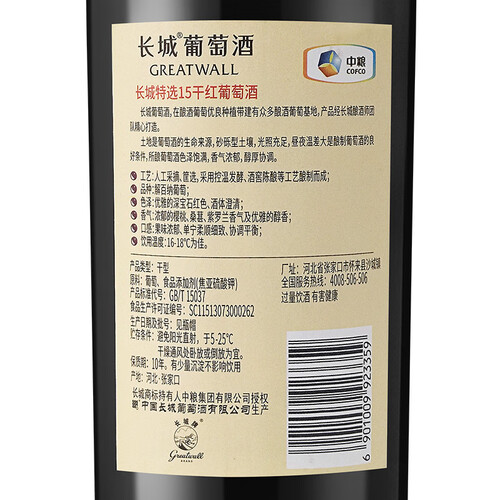 长城®葡萄酒
GREATWALL
中粮
COFCO
长城特选15干红葡萄酒
长城葡萄酒，在酿酒葡萄优良种植带建有众多酿酒葡萄基地，产品经长城酿酒师团
队精心打造。
土地是葡萄酒的生命来源，砂砾型土壤，光照充足，昼夜温差大是酿制葡萄酒的良
好条件，所酿葡萄酒色泽饱满，香气浓郁，醇厚协调。
工艺：人工采摘、筐选，采用控温发酵、酒窖陈酿等工艺酿制而成；
品种：解百纳葡萄；
色泽：优雅的深宝石红色、酒体澄清；
香气：浓郁的樱桃、桑葚、紫罗兰香气及优雅的醇香；
口感：果味浓郁、单宁柔顺细致、协调平衡；
饮用温度：16-18℃为佳。
产品类型：干型
原料：葡萄、食品添加剂(焦亚硫酸钾)
产品标准代号：GB/T 15037
食品生产许可证编号：SC11513073000262
生产日期及批号：见瓶帽
贮存条件：避免阳光直射，于5-25℃
干燥通风处卧放或倒放为宜。
保质期：10年。有少量沉淀不影响饮用
产地：河北·张家口
长城商标持有人中粮集团有限公司授权
中国长城葡萄酒有限公司生产
长城牌
Greatwall
厂址：河北省张家口市怀来县沙城镇
全国服务热线：4008-506-506
过量饮酒 有害健康
6901009923359